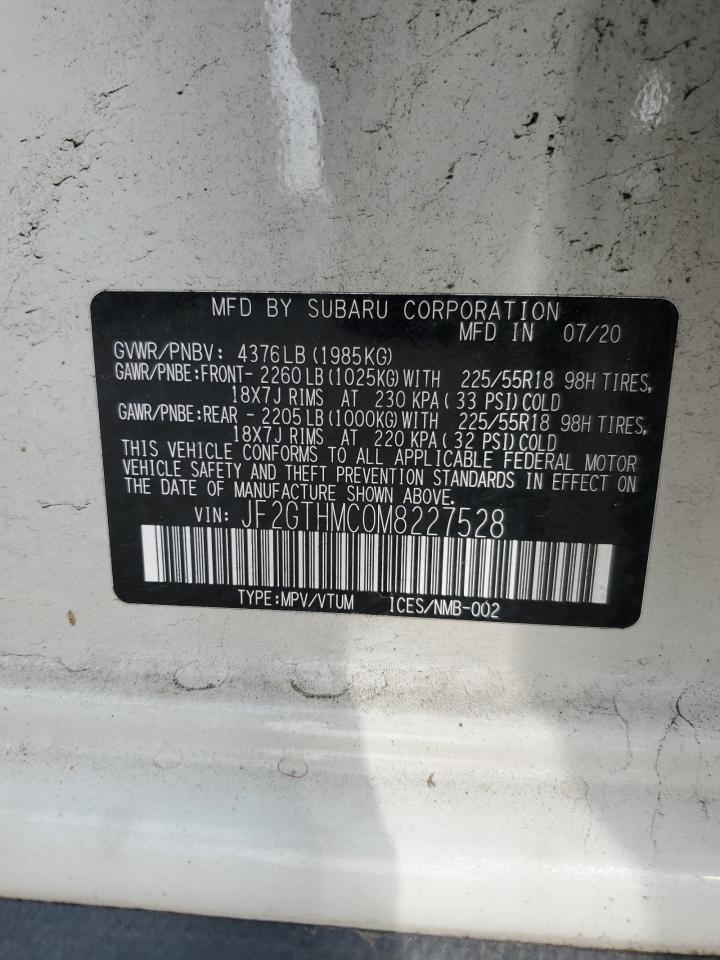 MFD BY SUBARU CORPORATION
MFD IN 07/20
GVWR/PNBV: 4376LB (1985KG)
GAWR/PNBE:FRONT- 2260 LB (1025KG) WITH 225/55R18 98H TIRES,
18X7J RIMS AT 230 KPA (33 PSI) COLD
GAWR/PNBE:REAR - 2205 LB (1000KG) WITH 225/55R18 98H TIRES,
18X7J RIMS AT 220 KPA (32 PSI) COLD
THIS VEHICLE CONFORMS TO ALL APPLICABLE FEDERAL MOTOR
VEHICLE SAFETY AND THEFT PREVENTION STANDARDS IN EFFECT ON
THE DATE OF MANUFACTURE SHOWN ABOVE.
VIN: JF2GTHMC0M8227528
TYPE:MPV/VTUM ICES/NMB-002